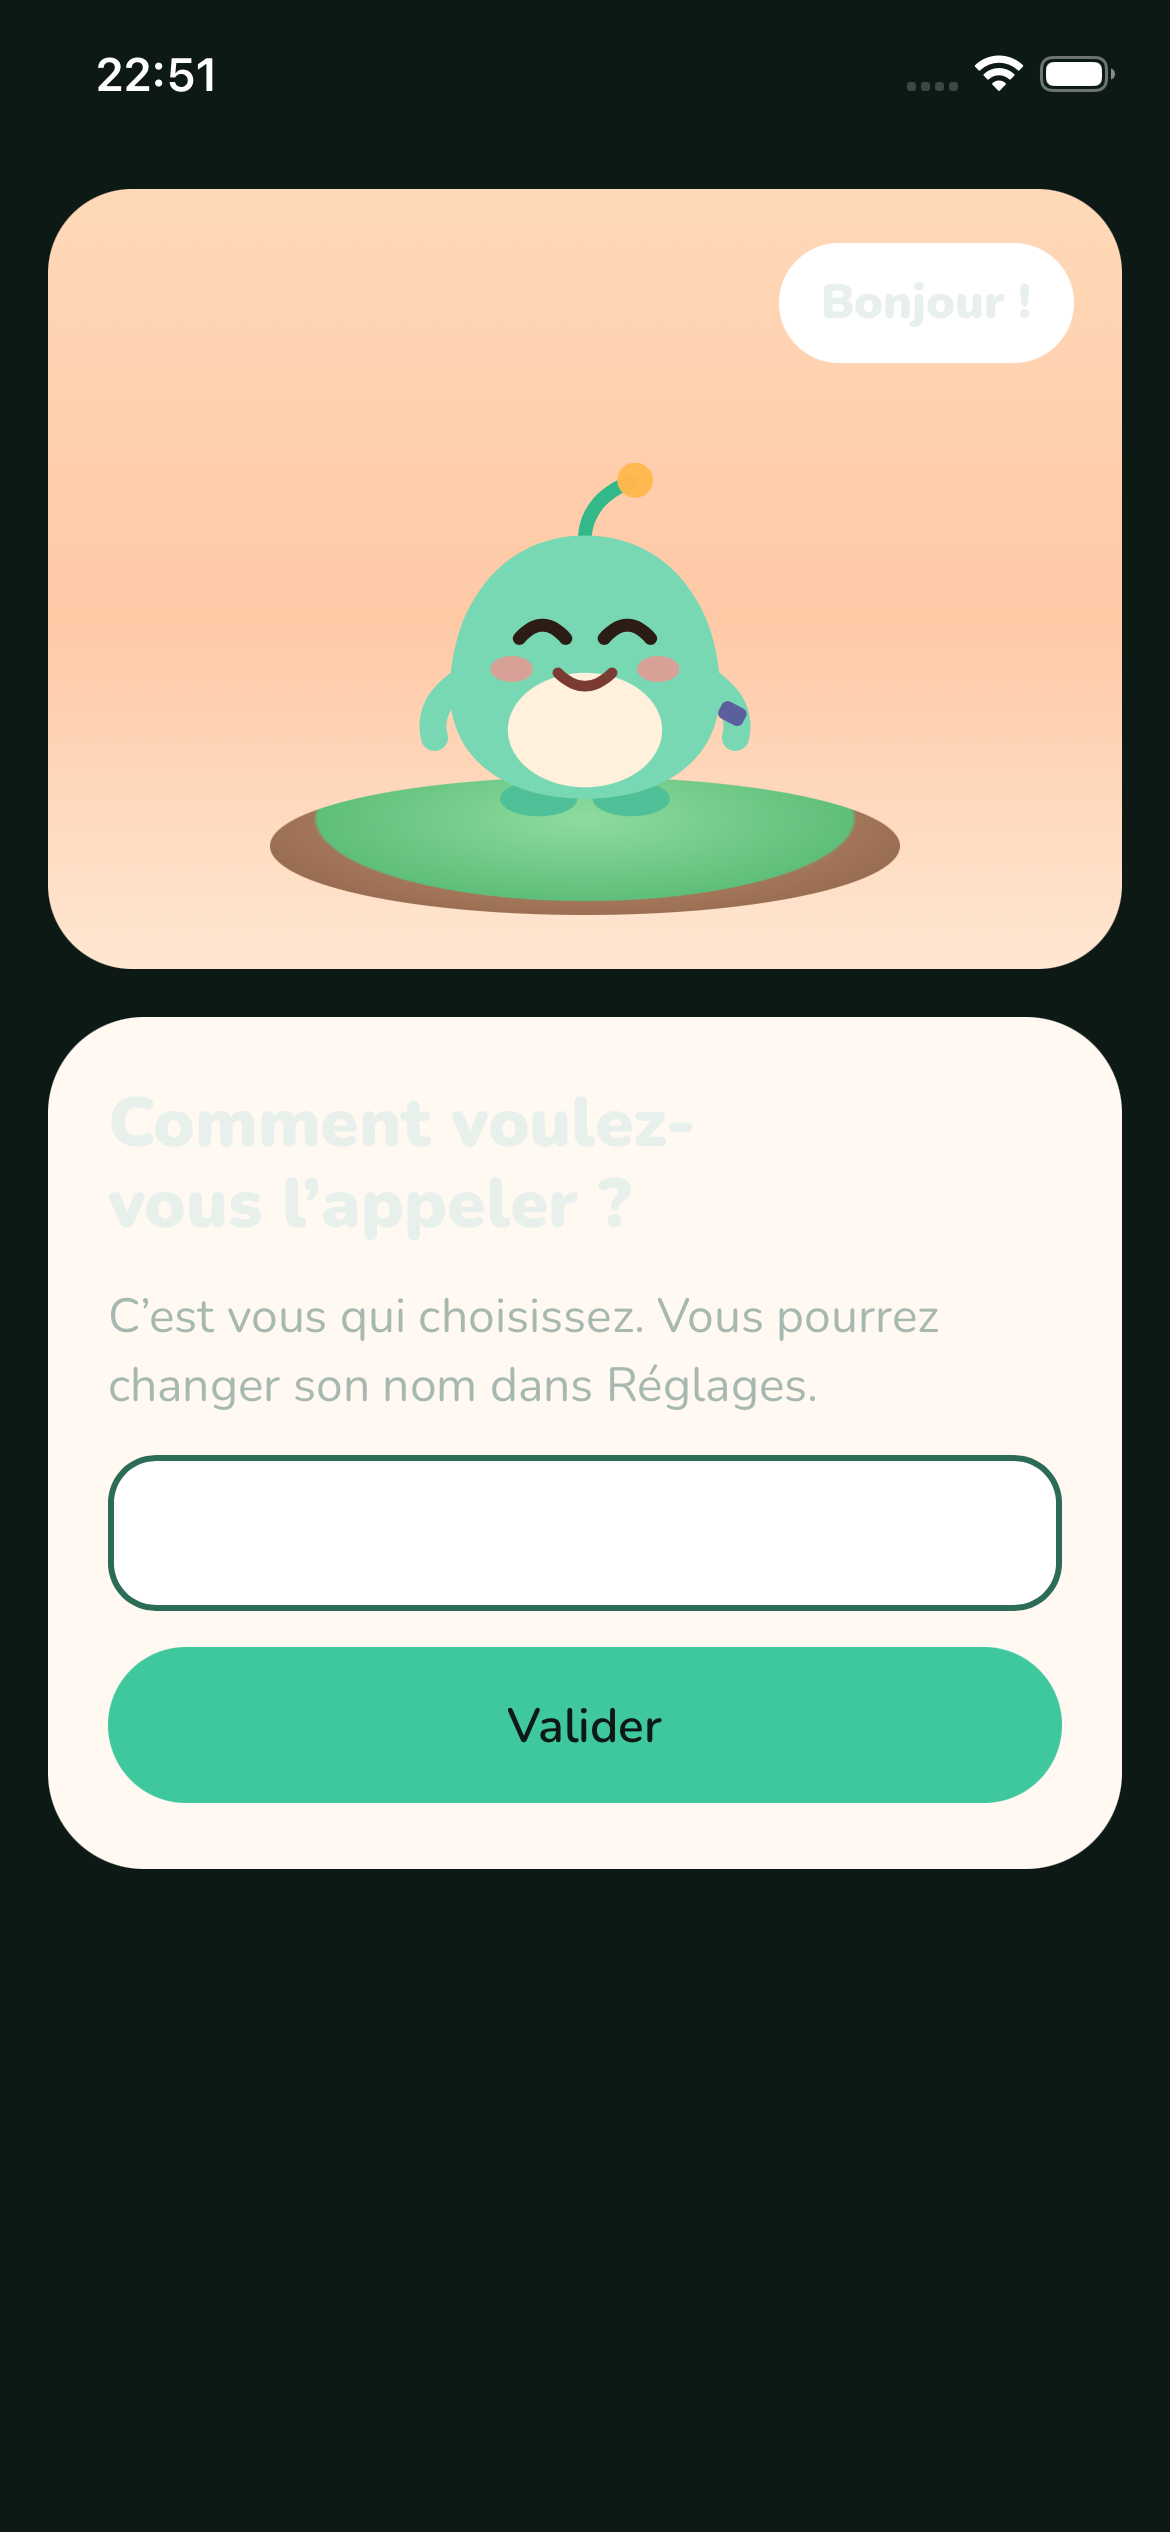 22:51
Bonjour !
Comment voulez-
vous l’appeler ?
C’est vous qui choisissez. Vous pourrez
changer son nom dans Réglages.
Valider